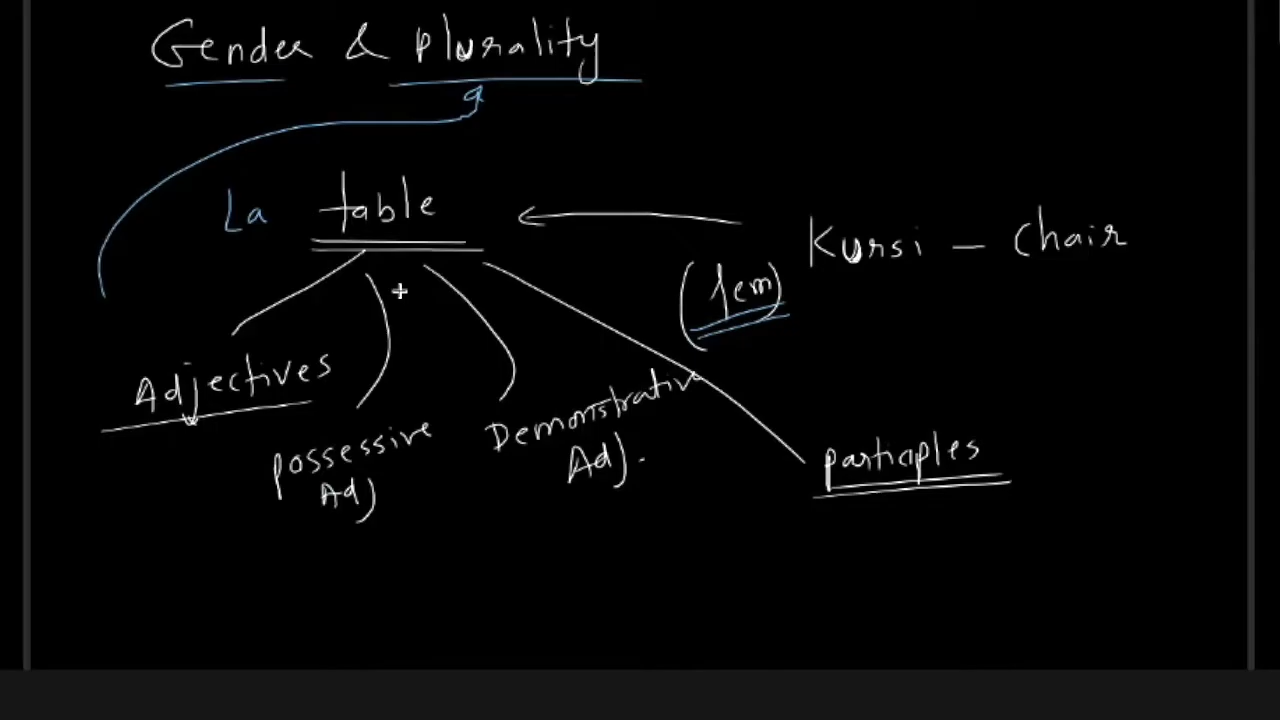 Gender & Plurality
La table
Kursi - Chair
(fem)
Adjectives
Possessive Adj
Demonstrative Adj.
participles